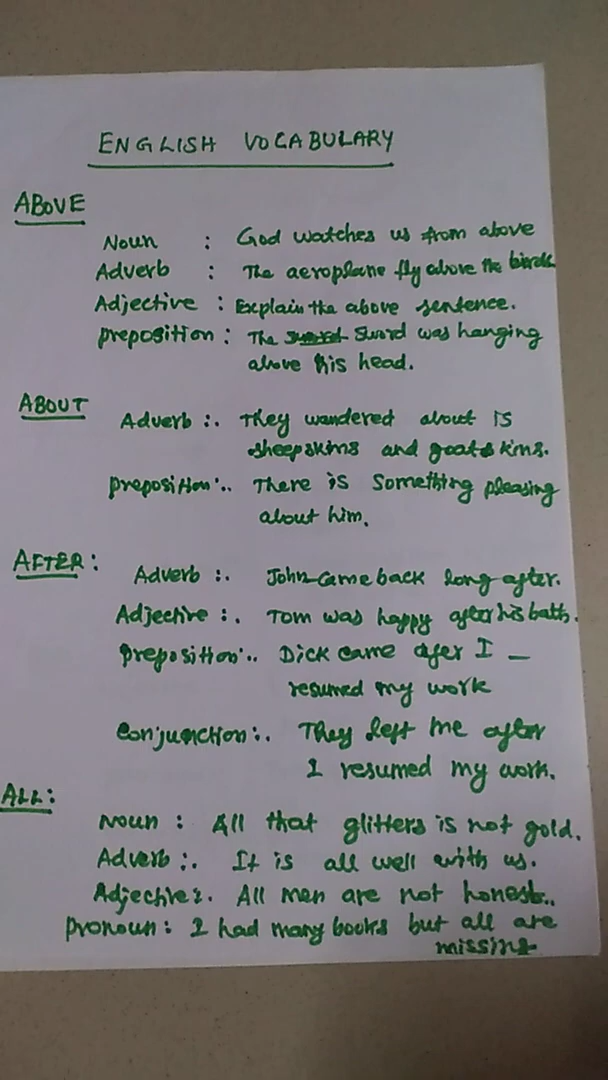 ENGLISH VOCABULARY
ABOVE
Noun : God watches us from above
Adverb : The aeroplane fly above the birds
Adjective : Explain the above sentence.
preposition : The Sword was hanging
above his head.
ABOUT
Adverb :. They wandered about is
sheepskins and goatskins.
preposition :. There is Something pleasing
about him.
AFTER :
Adverb :. John came back long after.
Adjective :. Tom was happy after his bath.
preposition :. Dick came afer I –
resumed my work
conjunction :. They left me after
I resumed my work.
ALL :
Noun : All that glitters is not gold.
Adverb :. It is all well with us.
Adjective :. All men are not honest..
pronoun : I had many books but all are
missing